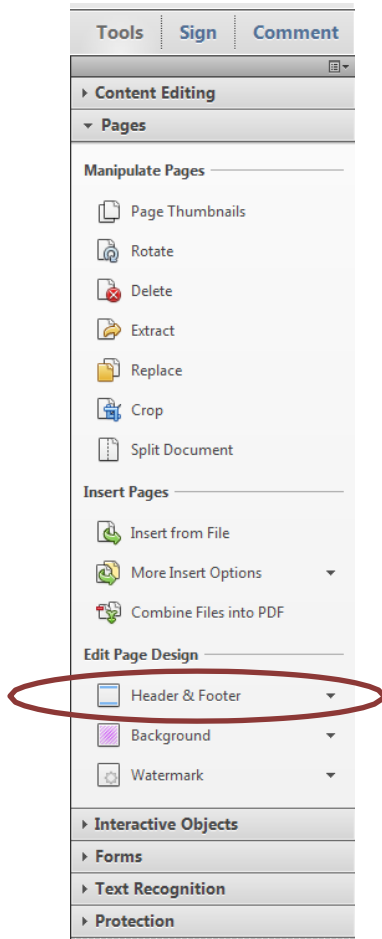 Tools Sign Comment
Content Editing
Pages
Manipulate Pages
Page Thumbnails
Rotate
Delete
Extract
Replace
Crop
Split Document
Insert Pages
Insert from File
More Insert Options
Combine Files into PDF
Edit Page Design
Header & Footer
Background
Watermark
Interactive Objects
Forms
Text Recognition
Protection